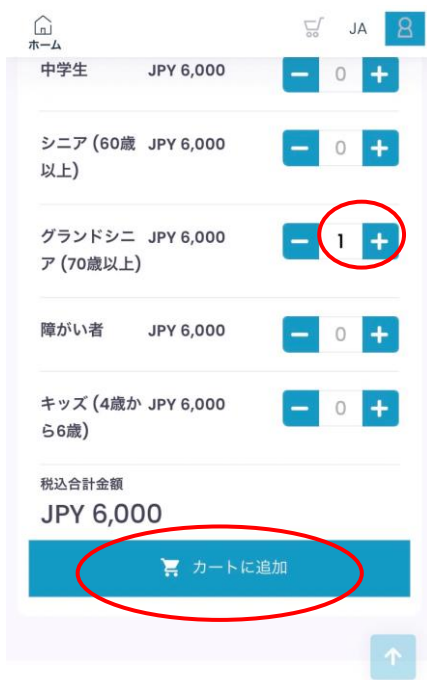 ホーム
JA
中学生 JPY 6,000 − 0 +
シニア (60歳 JPY 6,000 − 0 +
以上)
グランドシニ JPY 6,000 − 1 +
ア (70歳以上)
障がい者 JPY 6,000 − 0 +
キッズ (4歳か JPY 6,000 − 0 +
ら6歳)
税込合計金額
JPY 6,000
カートに追加